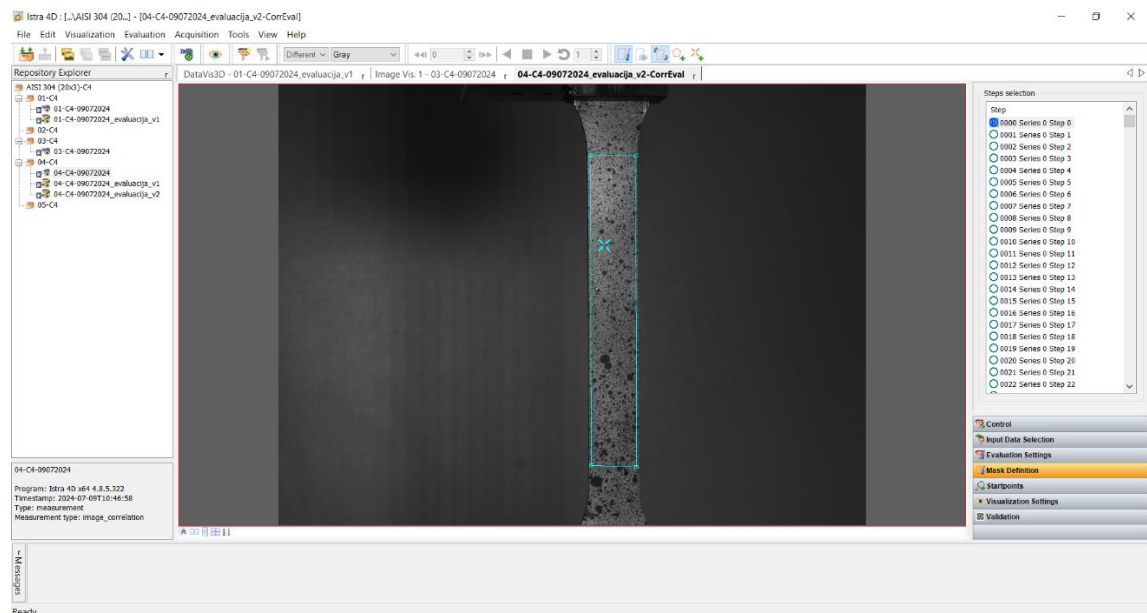 Istra 4D : [...\AISI 304 (20...] - [04-C4-09072024_evaluacija_v2-CorrEval]
File Edit Visualization Evaluation Acquisition Tools View Help
Different Gray 0 1
Repository Explorer
DataVis3D - 01-C4-09072024_evaluacija_v1 Image Vis. 1 - 03-C4-09072024 04-C4-09072024_evaluacija_v2-CorrEval
AISI 304 (20x3)-C4
01-C4
01-C4-09072024
01-C4-09072024_evaluacija_v1
02-C4
03-C4
03-C4-09072024
04-C4
04-C4-09072024
04-C4-09072024_evaluacija_v1
04-C4-09072024_evaluacija_v2
05-C4
04-C4-09072024
Program: Istra 4D x64 4.8.5.322
Timestamp: 2024-07-09T10:46:58
Type: measurement
Measurement type: image_correlation
Steps selection
Step
0000 Series 0 Step 0
0001 Series 0 Step 1
0002 Series 0 Step 2
0003 Series 0 Step 3
0004 Series 0 Step 4
0005 Series 0 Step 5
0006 Series 0 Step 6
0007 Series 0 Step 7
0008 Series 0 Step 8
0009 Series 0 Step 9
0010 Series 0 Step 10
0011 Series 0 Step 11
0012 Series 0 Step 12
0013 Series 0 Step 13
0014 Series 0 Step 14
0015 Series 0 Step 15
0016 Series 0 Step 16
0017 Series 0 Step 17
0018 Series 0 Step 18
0019 Series 0 Step 19
0020 Series 0 Step 20
0021 Series 0 Step 21
0022 Series 0 Step 22
Control
Input Data Selection
Evaluation Settings
Mask Definition
Startpoints
Visualization Settings
Validation
Messages
Ready